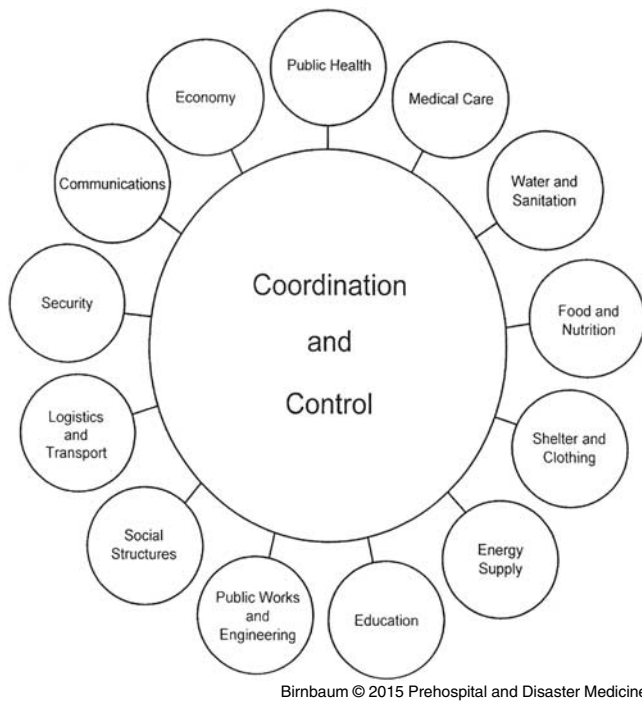 Public Health
Medical Care
Water and
Sanitation
Food and
Nutrition
Shelter and
Clothing
Energy
Supply
Education
Public Works
and
Engineering
Social
Structures
Logistics
and
Transport
Security
Communications
Economy
Coordination
and
Control
Birnbaum © 2015 Prehospital and Disaster Medicine